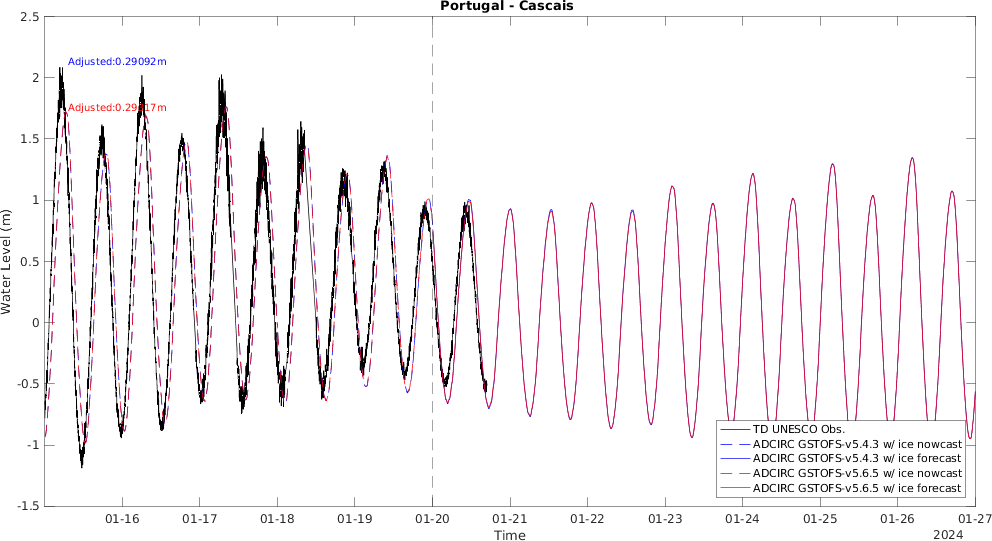 Portugal - Cascais
2.5
2
1.5
1
0.5
0
-0.5
-1
-1.5
Water Level (m)
Adjusted:0.29092m
TD UNESCO Obs.
ADCIRC GSTOFS-v5.4.3 w/ ice nowcast
ADCIRC GSTOFS-v5.4.3 w/ ice forecast
ADCIRC GSTOFS-v5.6.5 w/ ice nowcast
ADCIRC GSTOFS-v5.6.5 w/ ice forecast
01-16 01-17 01-18 01-19 01-20 01-21 01-22 01-23 01-24 01-25 01-26 01-27
Time
2024